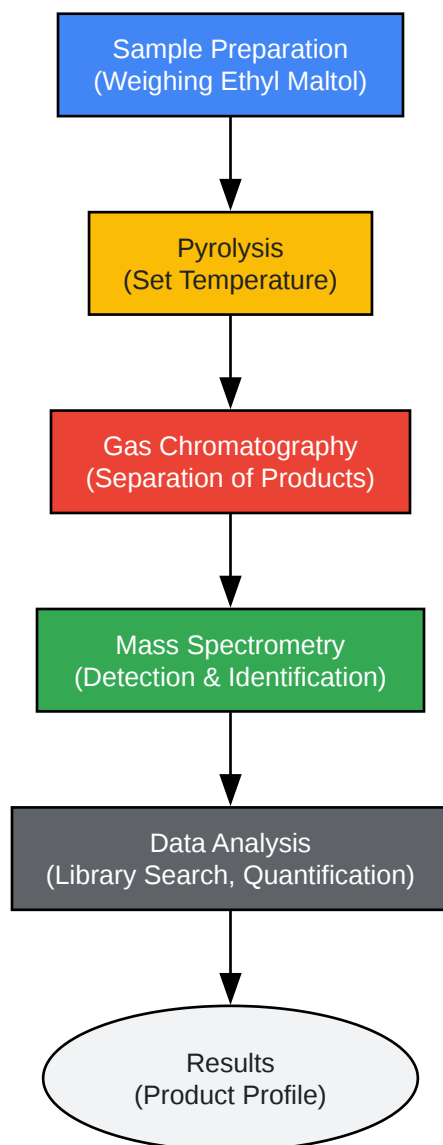 Sample Preparation
(Weighing Ethyl Maltol)
Pyrolysis
(Set Temperature)
Gas Chromatography
(Separation of Products)
Mass Spectrometry
(Detection & Identification)
Data Analysis
(Library Search, Quantification)
Results
(Product Profile)